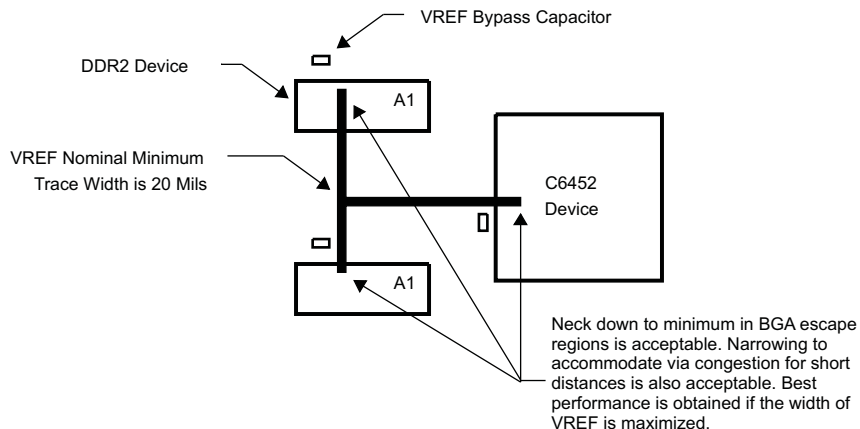 VREF Bypass Capacitor
DDR2 Device
A1
VREF Nominal Minimum
Trace Width is 20 Mils
C6452
Device
A1
Neck down to minimum in BGA escape
regions is acceptable. Narrowing to
accommodate via congestion for short
distances is also acceptable. Best
performance is obtained if the width of
VREF is maximized.